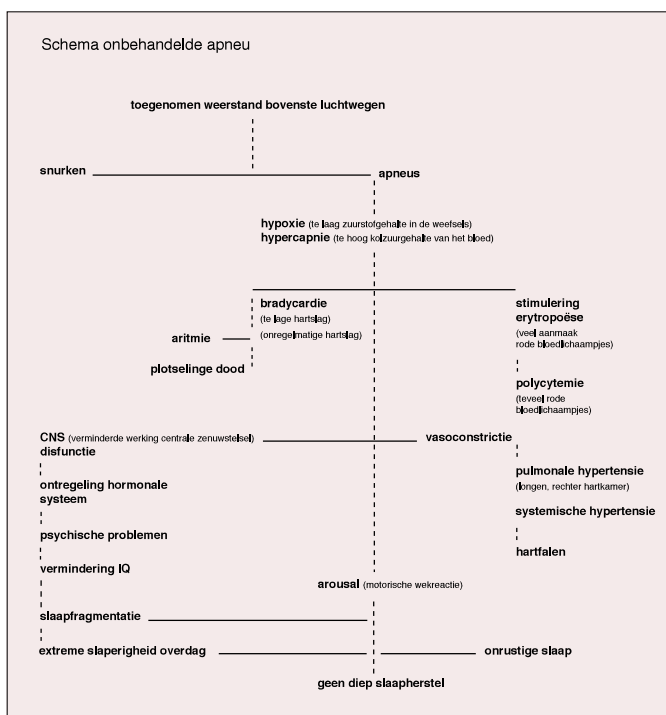 Schema onbehandelde apneu
toegenomen weerstand bovenste luchtwegen
snurken
apneus
hypoxie (te laag zuurstofgehalte in de weefsels)
hypercapnie (te hoog kolzuurgehalte van het bloed)
bradycardie
(te lage hartslag)
(onregelmatige hartslag)
aritmie
plotselinge dood
stimulering
erytropoëse
(veel aanmaak
rode bloedlichaampjes)
polycytemie
(teveel rode
bloedlichaampjes)
CNS (verminderde werking centrale zenuwstelsel)
disfunctie
vasoconstrictie
ontregeling hormonale
systeem
pulmonale hypertensie
(longen, rechter hartkamer)
systemische hypertensie
psychische problemen
hartfalen
vermindering IQ
arousal (motorische wekreactie)
slaapfragmentatie
extreme slaperigheid overdag
onrustige slaap
geen diep slaapherstel